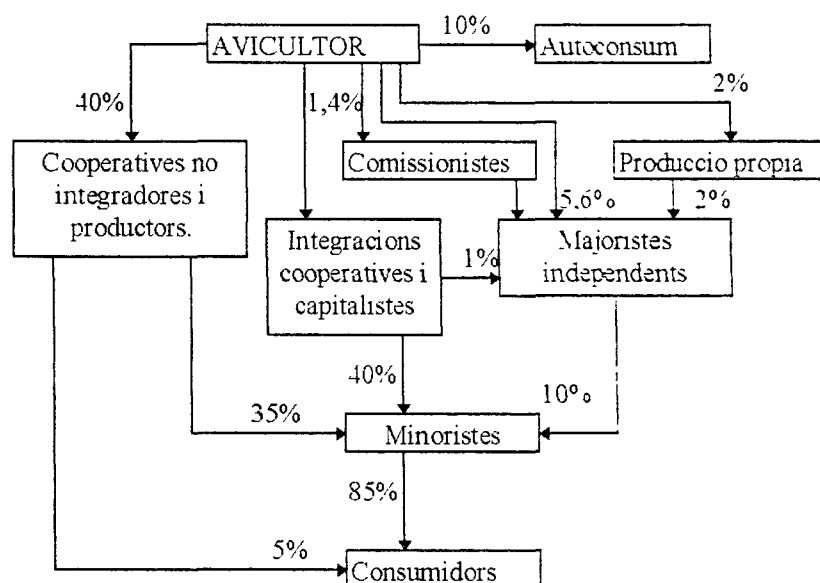 10%
AVICULTOR
Autoconsum
2%
40%
1,4%
Cooperatives no
integradores i
productors.
Comissionistes
Produccio propia
5,6%
2%
Integracions
cooperatives i
capitalistes
1%
Majoristes
independents
40%
35%
10%
Minoristes
85%
5%
Consumidors